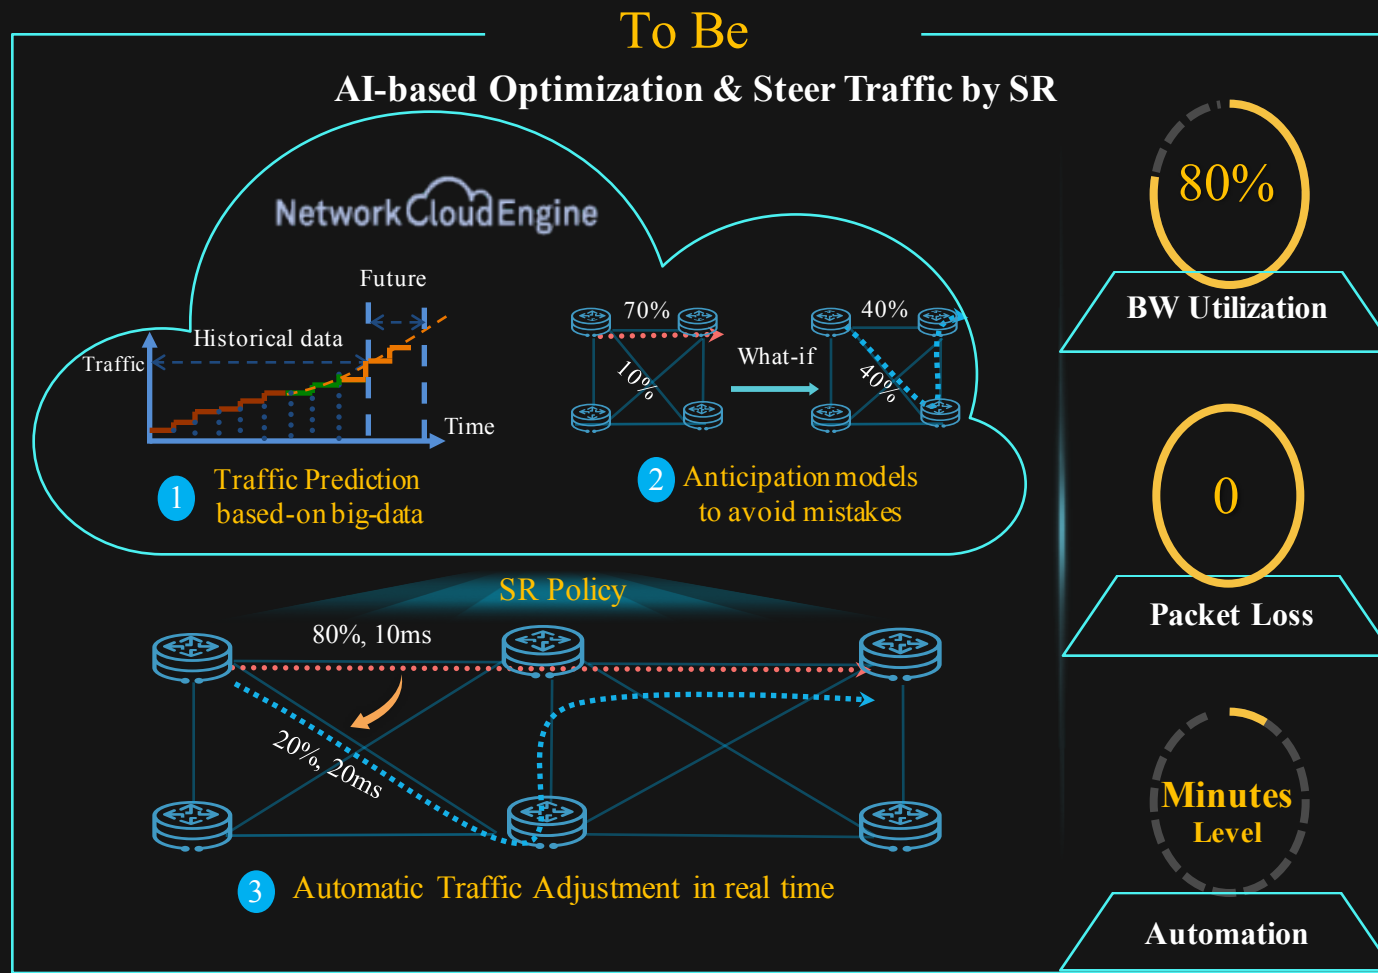 To Be
AI-based Optimization & Steer Traffic by SR
NetworkCloudEngine
Future
Historical data
Traffic
Time
1
Traffic Prediction
based-on big-data
70%
10%
What-if
40%
40%
2
Anticipation models
to avoid mistakes
SR Policy
80%, 10ms
20%, 20ms
3
Automatic Traffic Adjustment in real time
80%
BW Utilization
0
Packet Loss
Minutes
Level
Automation